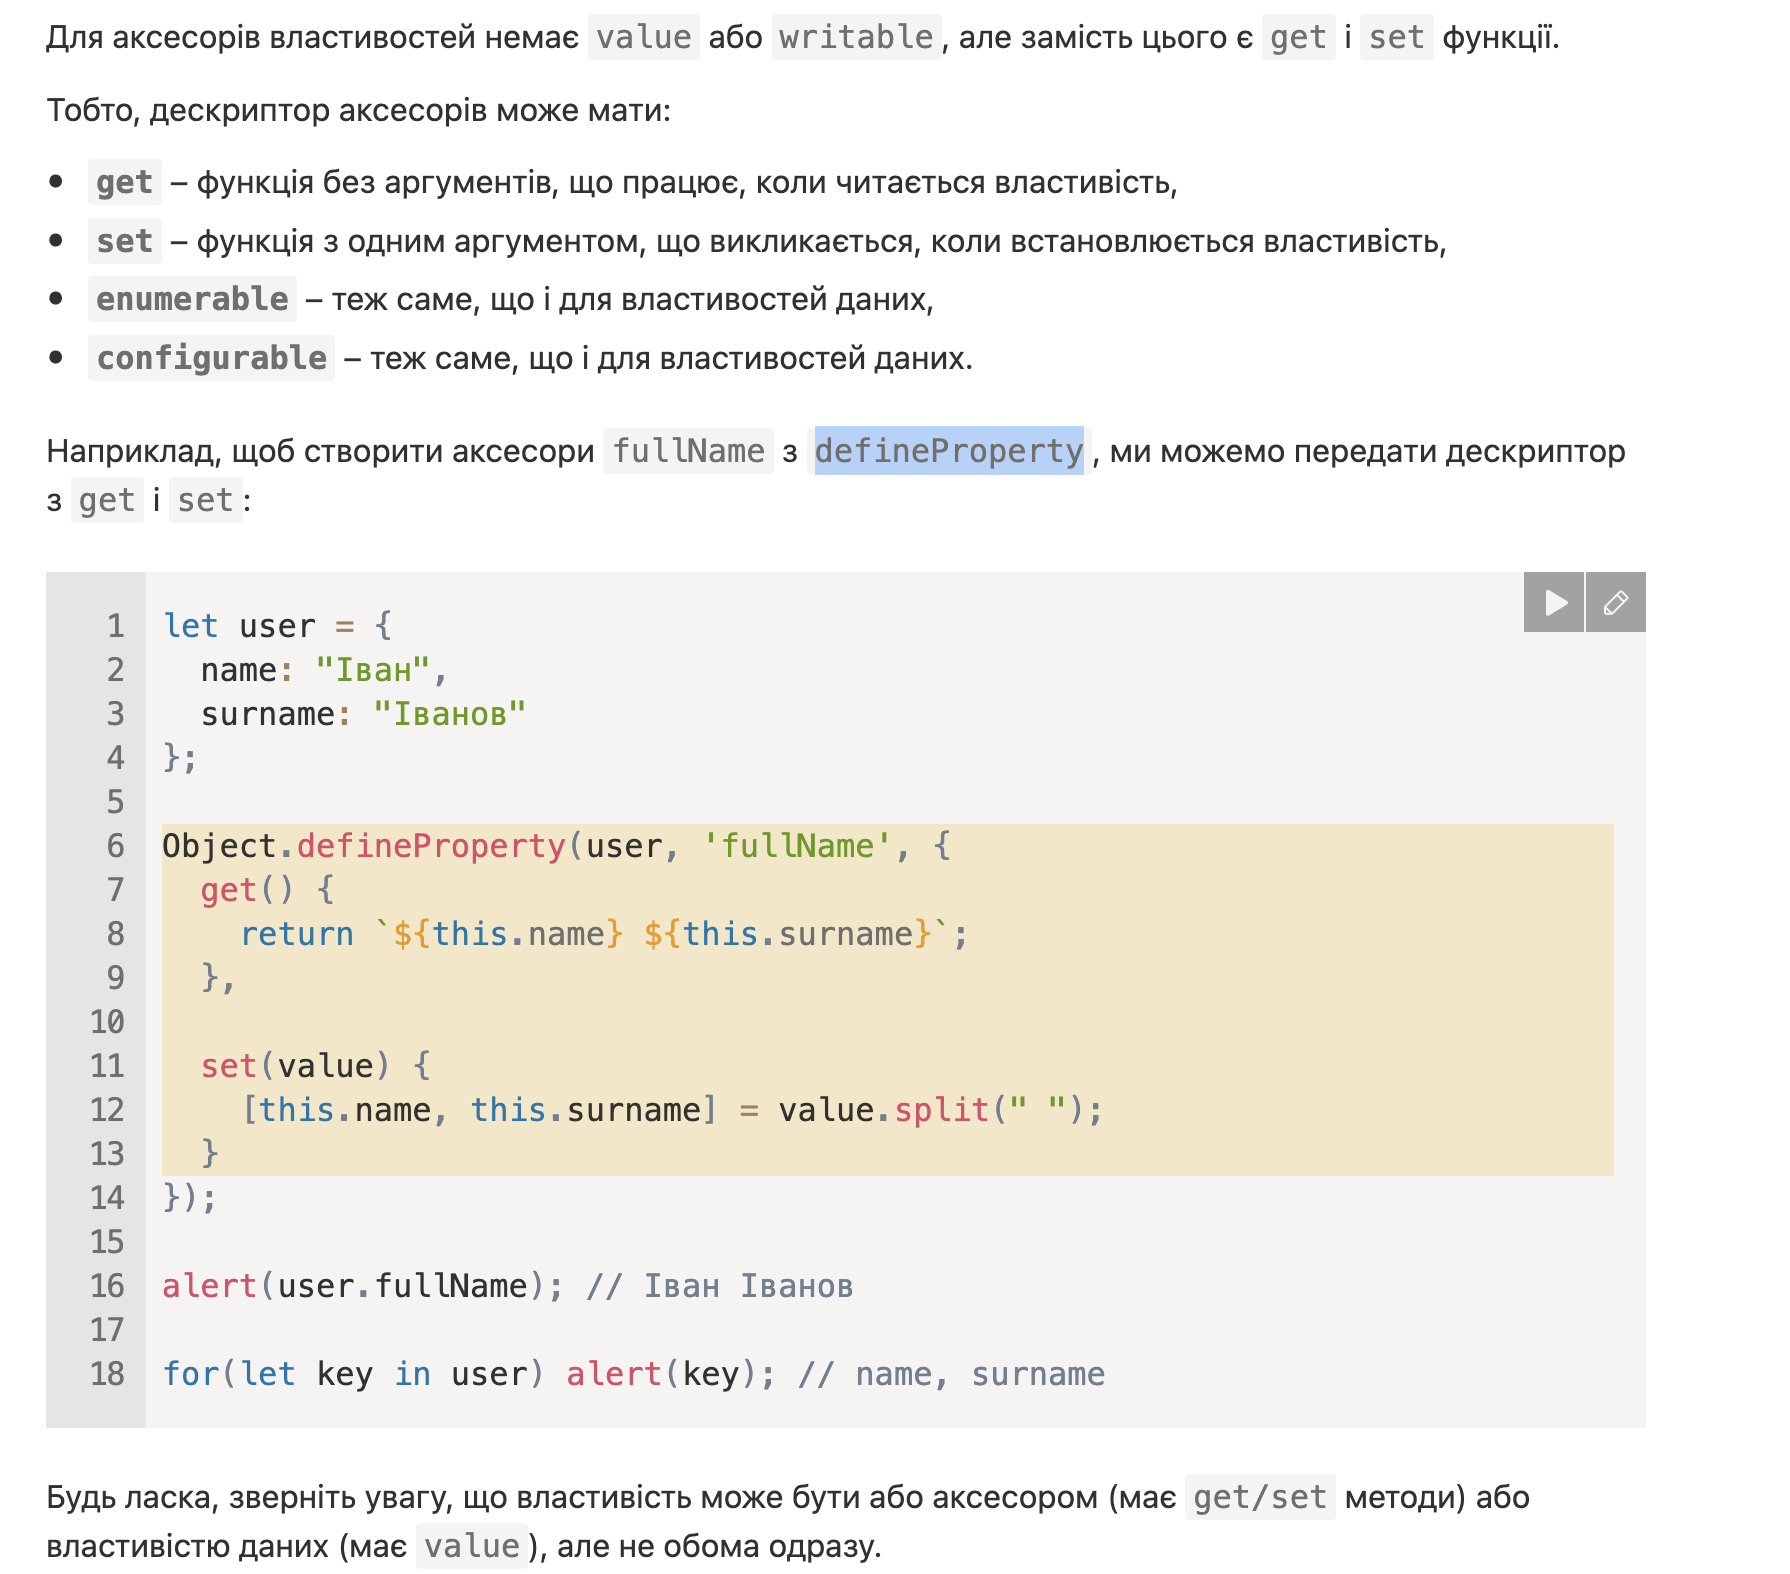 Для аксесорів властивостей немає value або writable, але замість цього є get і set функції.
Тобто, дескриптор аксесорів може мати:
• get – функція без аргументів, що працює, коли читається властивість,
• set – функція з одним аргументом, що викликається, коли встановлюється властивість,
• enumerable – теж саме, що і для властивостей даних,
• configurable – теж саме, що і для властивостей даних.
Наприклад, щоб створити аксесори fullName з defineProperty, ми можемо передати дескриптор
з get і set:
1 let user = {
2   name: "Іван",
3   surname: "Іванов"
4 };
5
6 Object.defineProperty(user, 'fullName', {
7   get() {
8     return `${this.name} ${this.surname}`;
9   },
10
11   set(value) {
12     [this.name, this.surname] = value.split(" ");
13   }
14 });
15
16 alert(user.fullName); // Іван Іванов
17
18 for(let key in user) alert(key); // name, surname
Будь ласка, зверніть увагу, що властивість може бути або аксесором (має get/set методи) або
властивістю даних (має value), але не обома одразу.